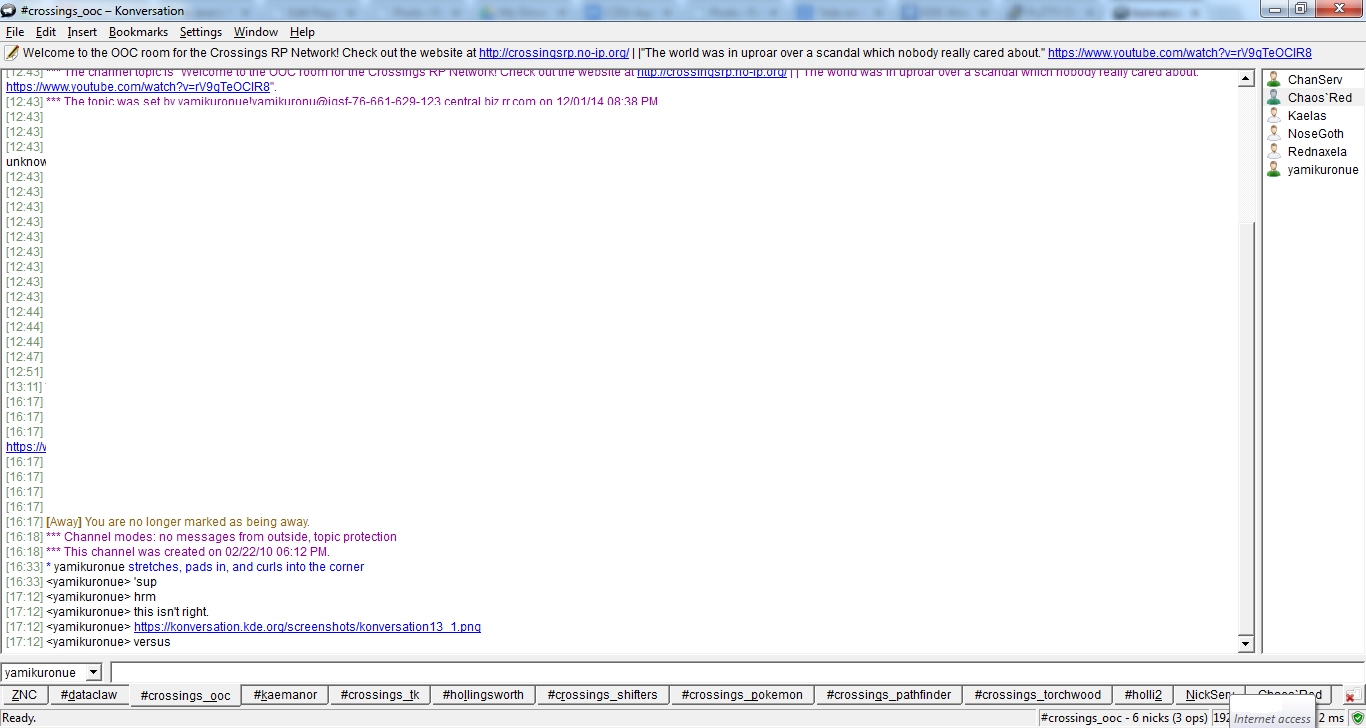 #crossings_ooc – Konversation
File Edit Insert Bookmarks Settings Window Help
Welcome to the OOC room for the Crossings RP Network! Check out the website at http://crossingsrp.no-ip.org/ | |"The world was in uproar over a scandal which nobody really cared about." https://www.youtube.com/watch?v=rV9qTeOCIR8
[12:43] *** The channel topic is "Welcome to the OOC room for the Crossings RP Network! Check out the website at http://crossingsrp.no-ip.org/ | |"The world was in uproar over a scandal which nobody really cared about."
https://www.youtube.com/watch?v=rV9qTeOCIR8".
[12:43] *** The topic was set by yamikuronue!yamikuronu@igsf-76-661-629-123.central.biz.rr.com on 12/01/14 08:38 PM
[12:43]
[12:43]
[12:43]
unknow
[12:43]
[12:43]
[12:43]
[12:43]
[12:43]
[12:43]
[12:43]
[12:43]
[12:43]
[12:44]
[12:44]
[12:44]
[12:47]
[12:51]
[13:11]
[16:17]
[16:17]
[16:17]
https://w
[16:17]
[16:17]
[16:17]
[16:17]
[16:17] [Away] You are no longer marked as being away.
[16:18] *** Channel modes: no messages from outside, topic protection
[16:18] *** This channel was created on 02/22/10 06:12 PM.
[16:33] * yamikuronue stretches, pads in, and curls into the corner
[16:33] <yamikuronue> 'sup
[17:12] <yamikuronue> hrm
[17:12] <yamikuronue> this isn't right.
[17:12] <yamikuronue> https://konversation.kde.org/screenshots/konversation13_1.png
[17:12] <yamikuronue> versus
ChanServ
Chaos`Red
Kaelas
NoseGoth
Rednaxela
yamikuronue
yamikuronue
ZNC #dataclaw #crossings_ooc #kaemanor #crossings_tk #hollingsworth #crossings_shifters #crossings_pokemon #crossings_pathfinder #crossings_torchwood #holli2 NickServ Chaos`Red
Ready. #crossings_ooc - 6 nicks (3 ops) 192 2 ms
Internet access